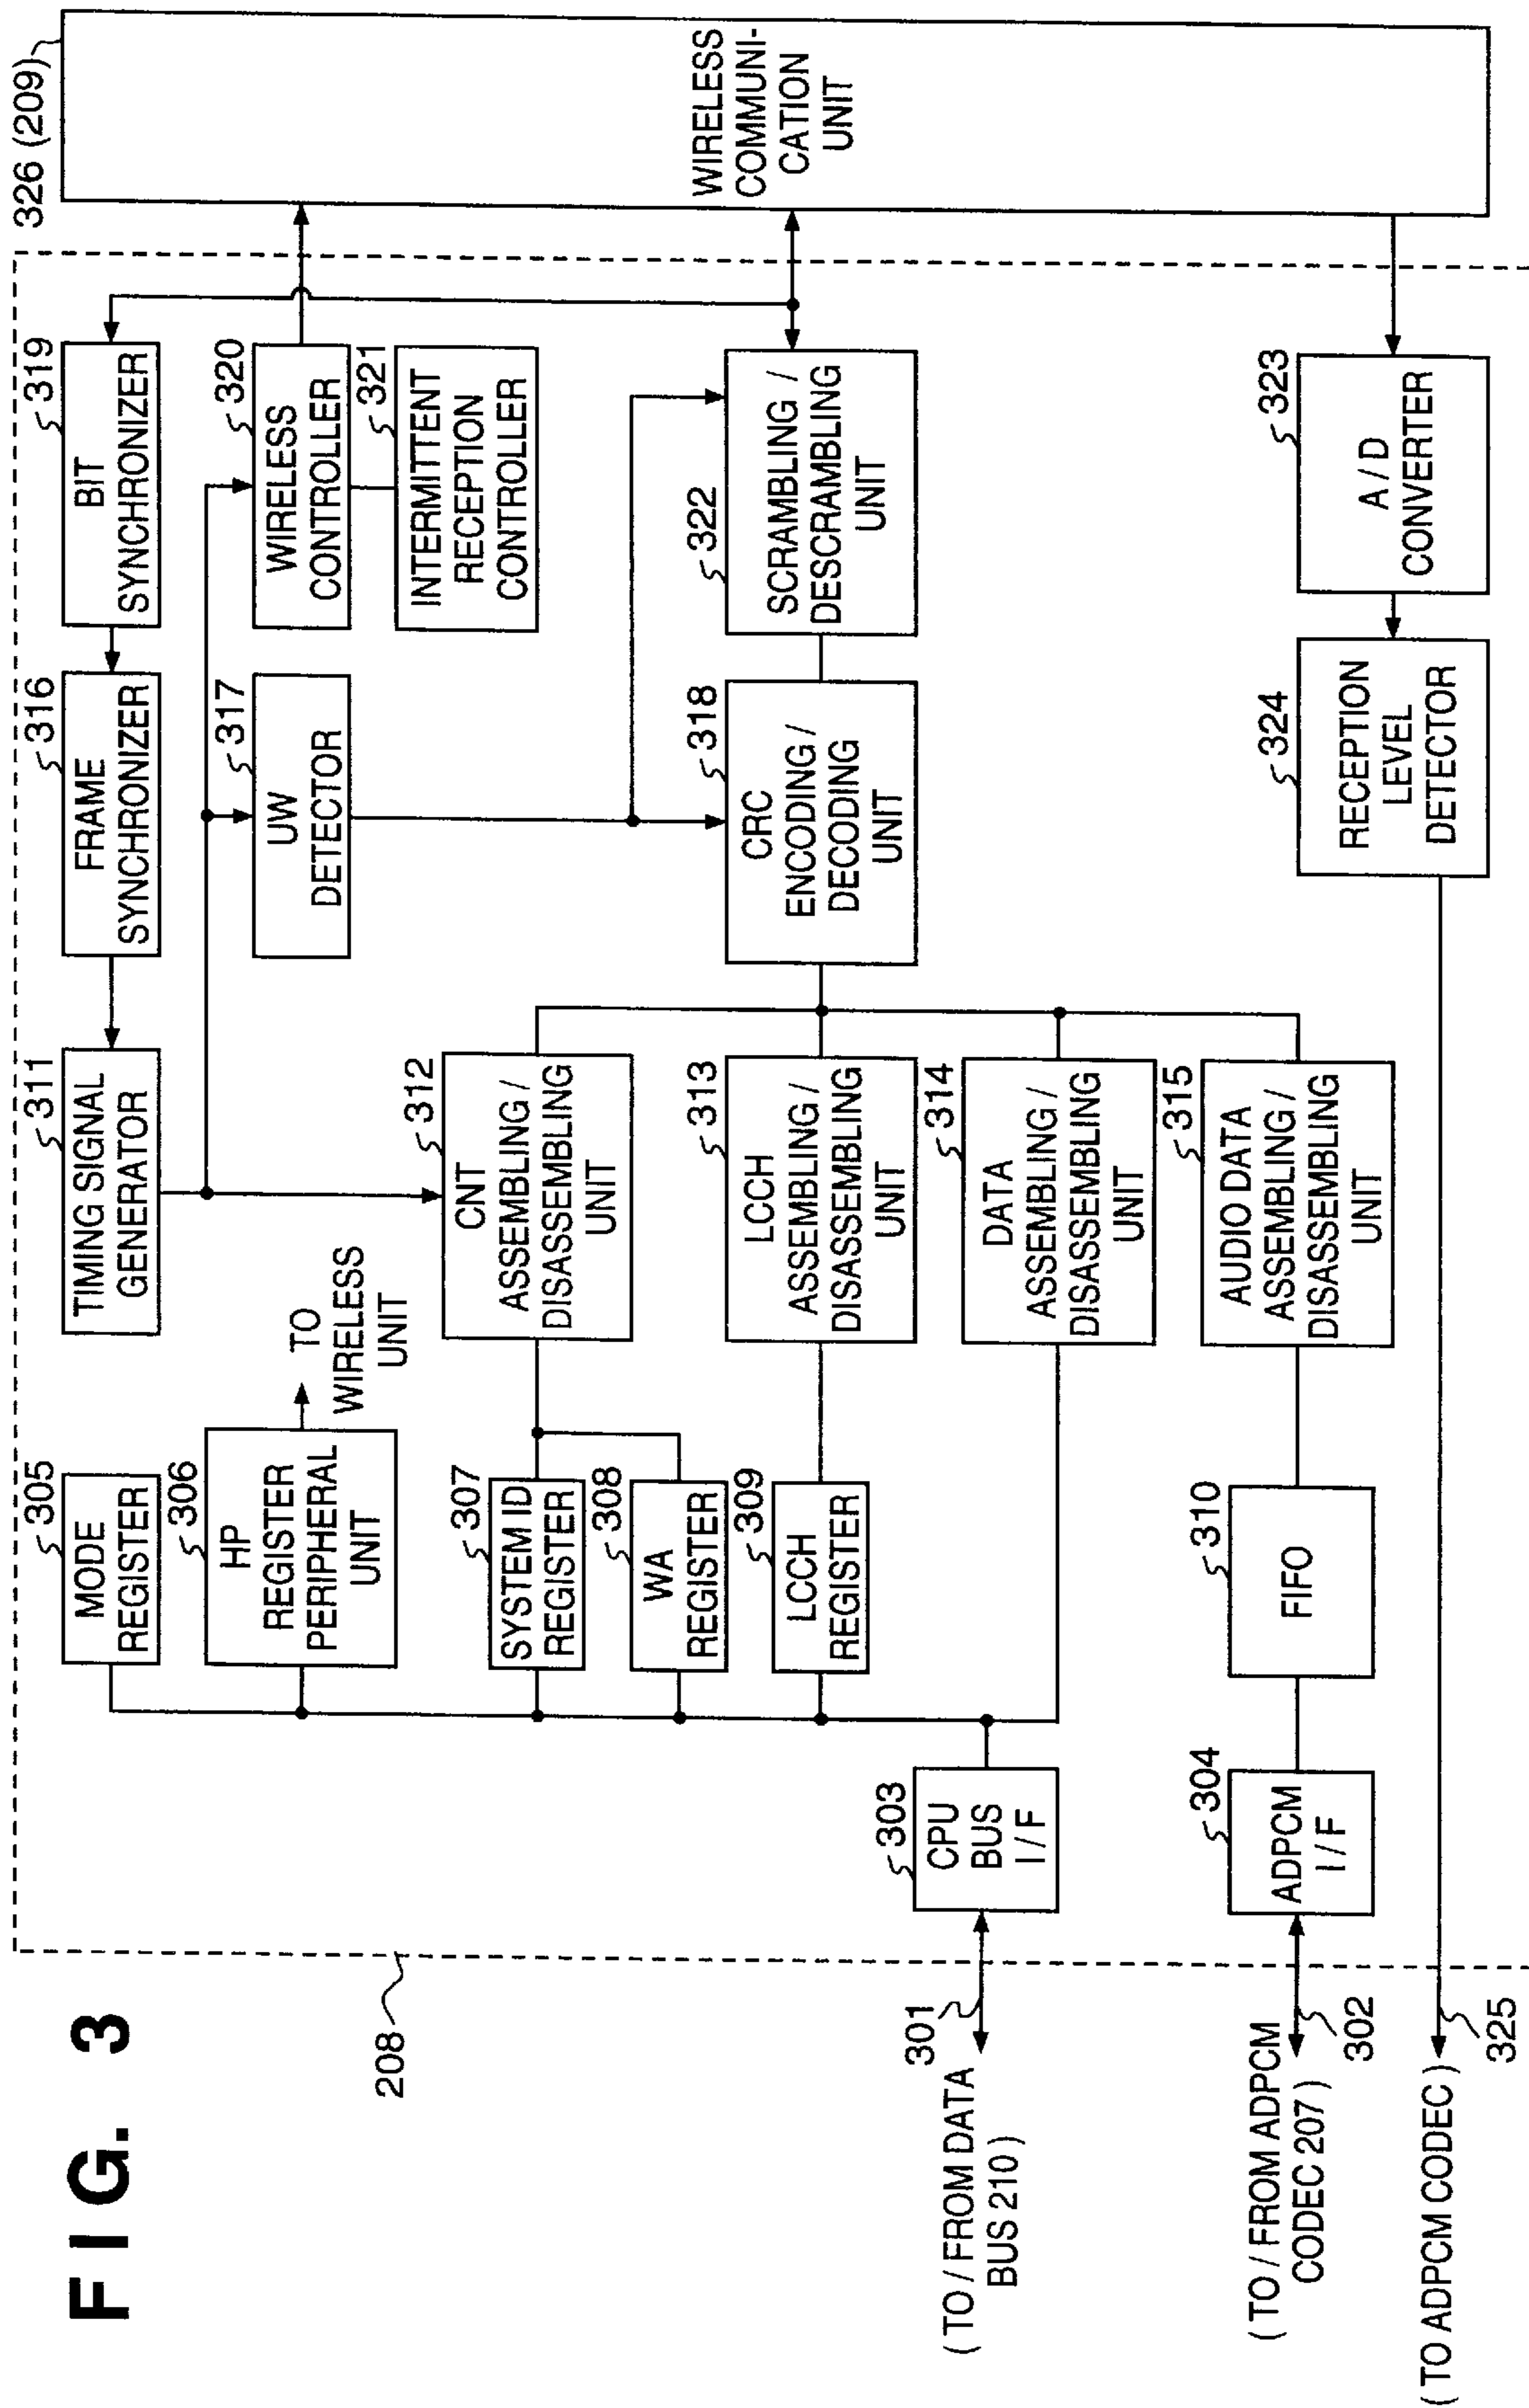 FIG. 3
326 (209)
WIRELESS
COMMUNI-
CATION
UNIT
208
305
MODE
REGISTER
306
HP
REGISTER
PERIPHERAL
UNIT
TO
WIRELESS
UNIT
307
SYSTEM ID
REGISTER
308
WA
REGISTER
309
LCCH
REGISTER
303
CPU
BUS
I / F
301
( TO / FROM DATA
BUS 210 )
304
ADPCM
I / F
302
( TO / FROM ADPCM
CODEC 207 )
310
FIFO
325
( TO ADPCM CODEC )
311
TIMING SIGNAL
GENERATOR
312
CNT
ASSEMBLING /
DISASSEMBLING
UNIT
313
LCCH
ASSEMBLING /
DISASSEMBLING
UNIT
314
DATA
ASSEMBLING /
DISASSEMBLING
UNIT
315
AUDIO DATA
ASSEMBLING /
DISASSEMBLING
UNIT
316
FRAME
SYNCHRONIZER
317
UW
DETECTOR
318
CRC
ENCODING /
DECODING
UNIT
319
BIT
SYNCHRONIZER
320
WIRELESS
CONTROLLER
321
INTERMITTENT
RECEPTION
CONTROLLER
322
SCRAMBLING /
DESCRAMBLING
UNIT
323
A / D
CONVERTER
324
RECEPTION
LEVEL
DETECTOR